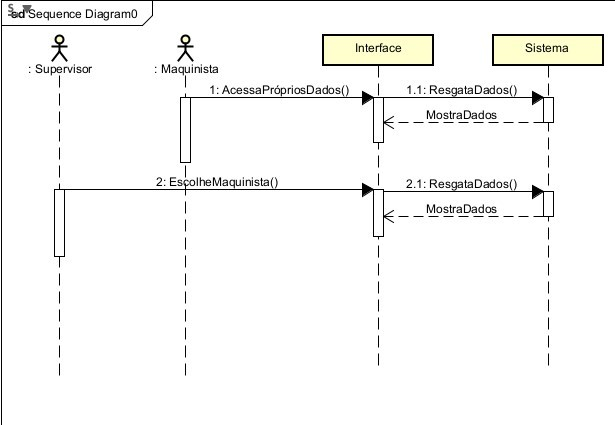 sd Sequence Diagram0
: Supervisor
: Maquinista
Interface
Sistema
1: AcessaPrópriosDados()
1.1: ResgataDados()
MostraDados
2: EscolheMaquinista()
2.1: ResgataDados()
MostraDados